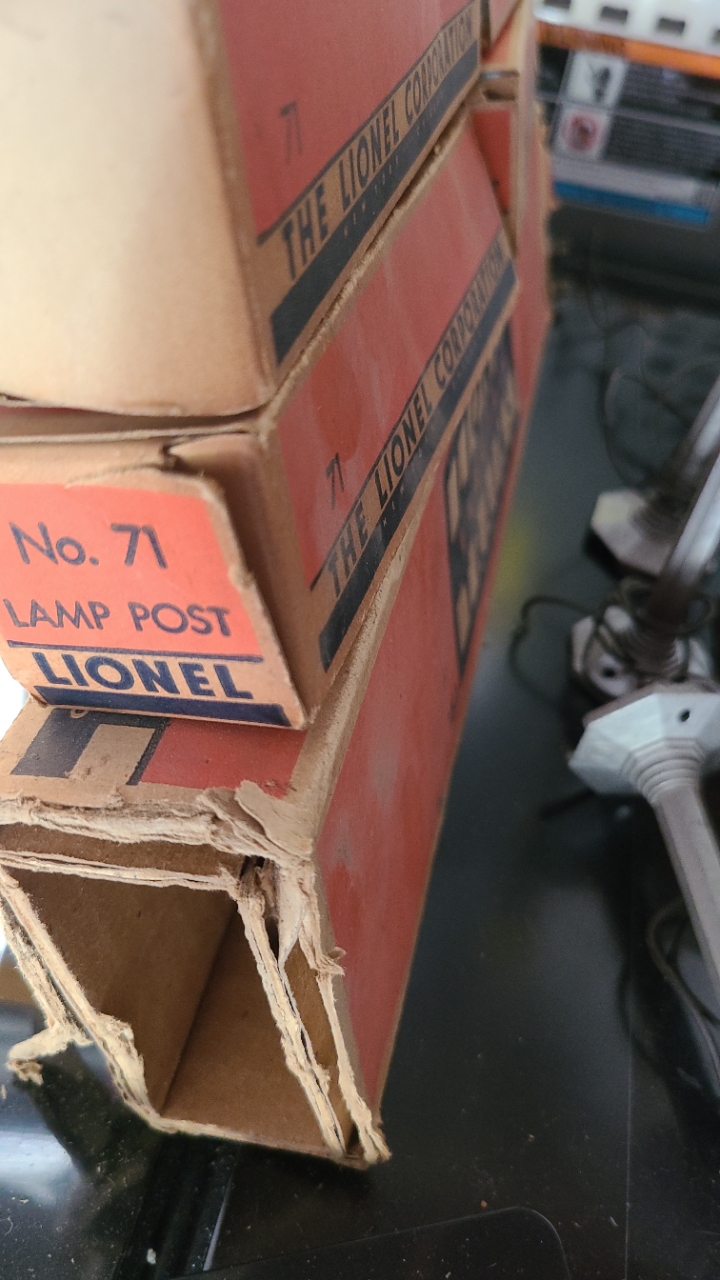 71
THE LIONEL CORPORATION
71
THE LIONEL CORPORATION
No. 71
LAMP POST
LIONEL